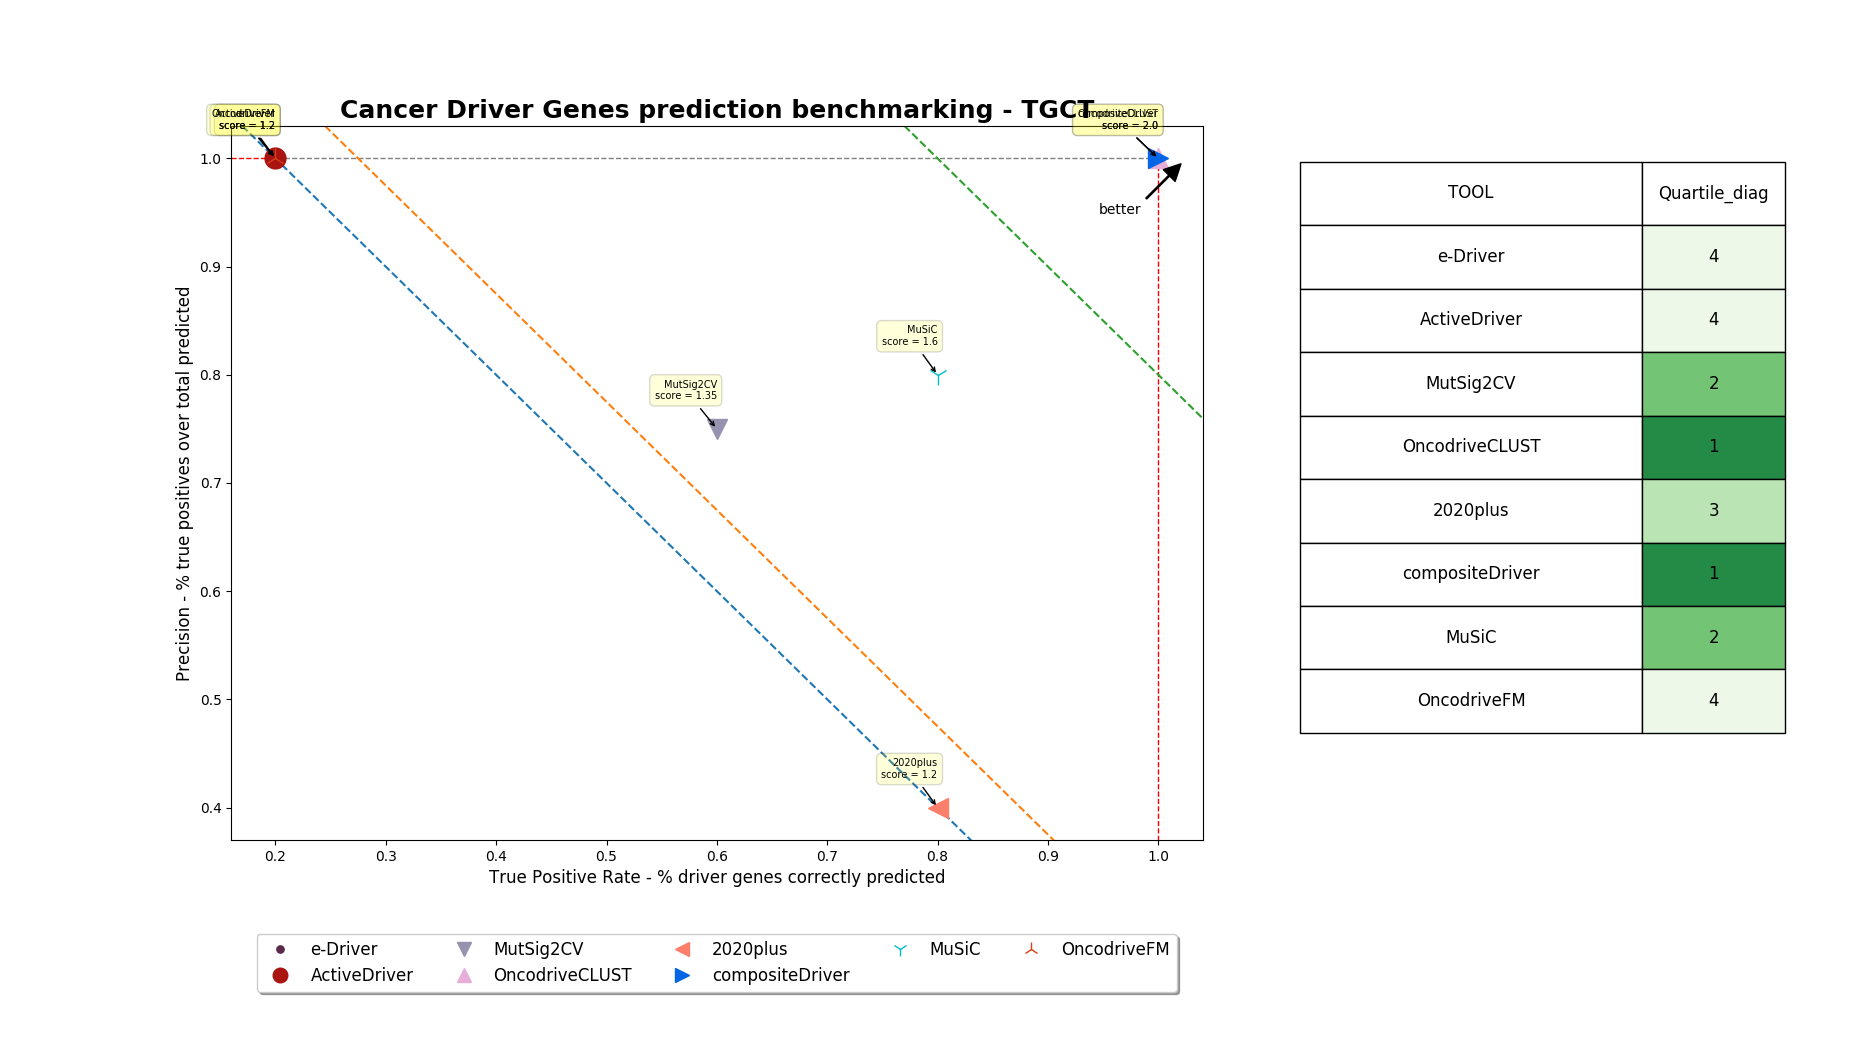 Cancer Driver Genes prediction benchmarking - TGCT
score = 1.2
score = 2.0
better
MuSiC
score = 1.6
MutSig2CV
score = 1.35
2020plus
score = 1.2
1.0
0.9
0.8
0.7
0.6
0.5
0.4
Precision - % true positives over total predicted
0.2 0.3 0.4 0.5 0.6 0.7 0.8 0.9 1.0
True Positive Rate - % driver genes correctly predicted
e-Driver MutSig2CV 2020plus MuSiC OncodriveFM
ActiveDriver OncodriveCLUST compositeDriver
TOOL Quartile_diag
e-Driver 4
ActiveDriver 4
MutSig2CV 2
OncodriveCLUST 1
2020plus 3
compositeDriver 1
MuSiC 2
OncodriveFM 4